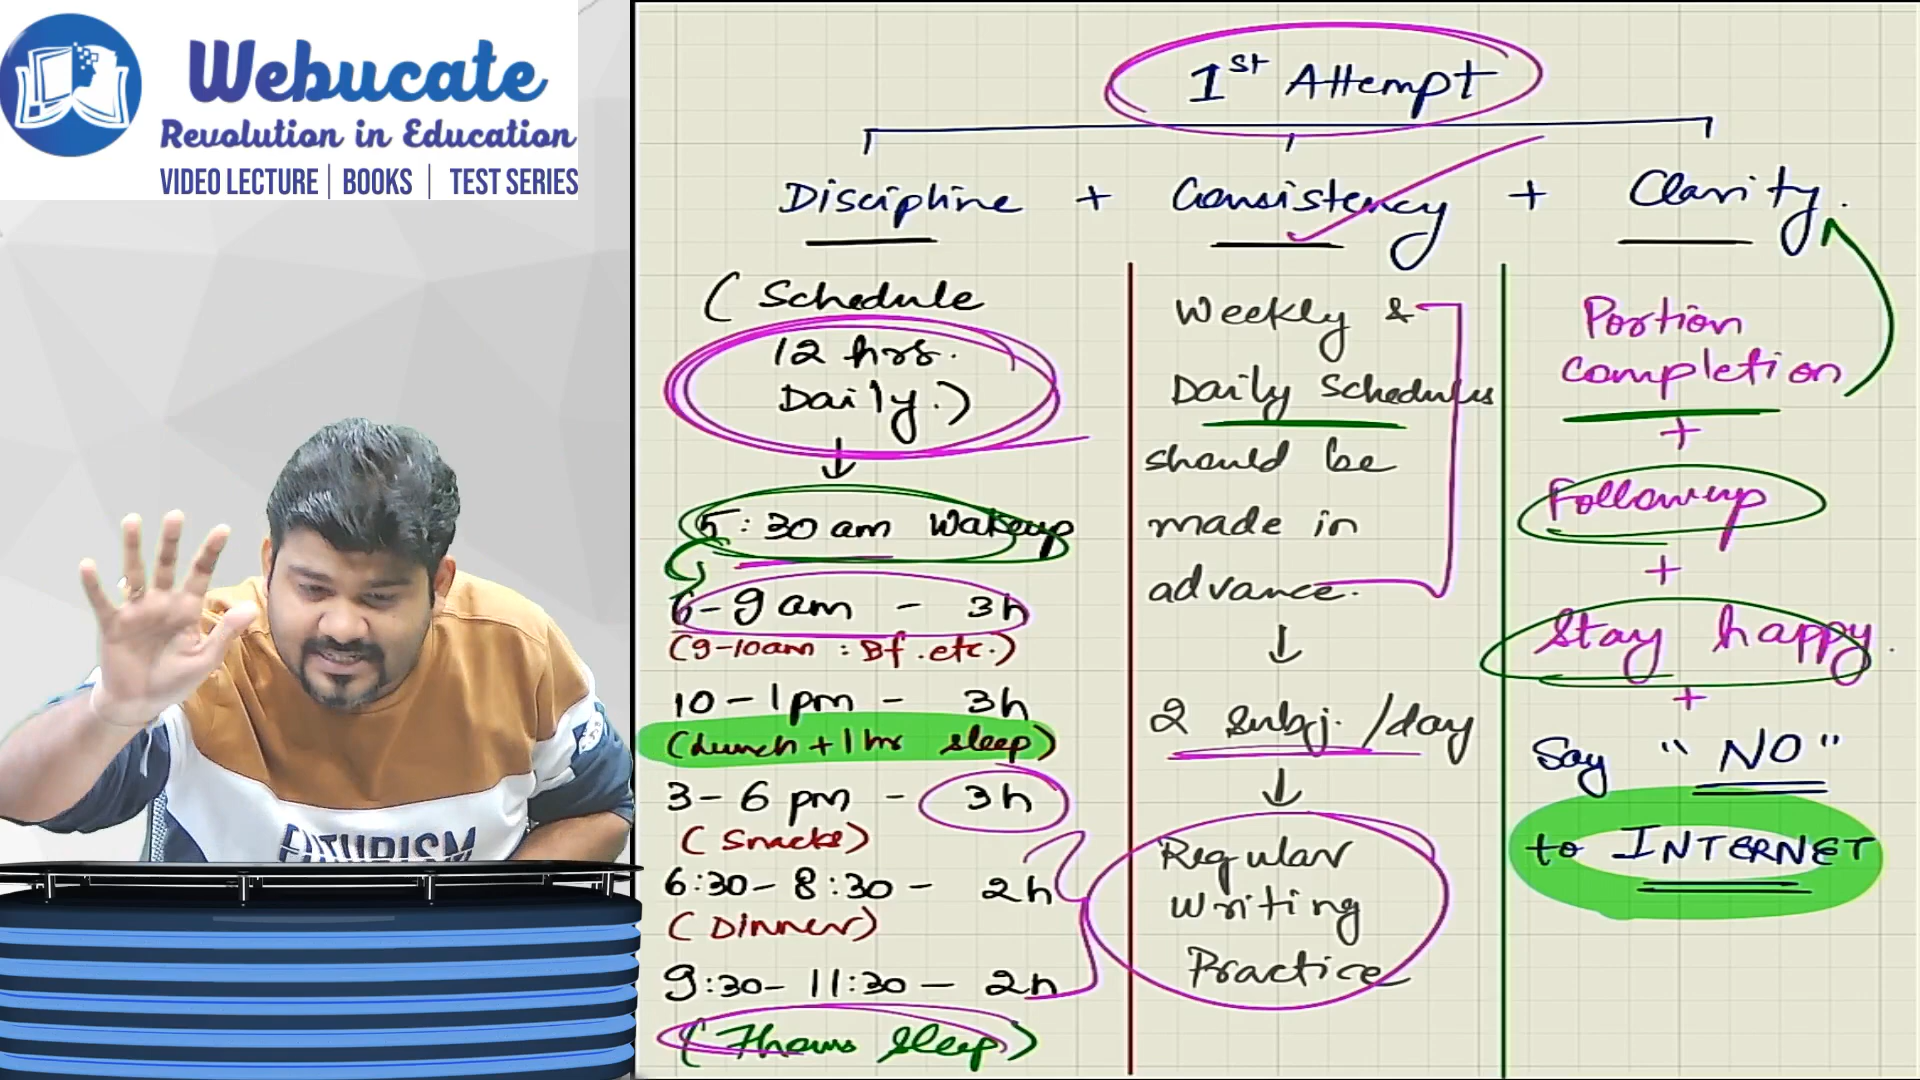 Webucate
Revolution in Education
VIDEO LECTURE | BOOKS | TEST SERIES
FUTURISM
1st Attempt
Discipline + Consistency + Clarity.
(Schedule
12 hrs.
Daily.)
5:30 am Wakeup
6-9 am - 3h
(9-10am : Bf. etc.)
10-1pm - 3h
(Lunch + 1 hr sleep)
3-6 pm - 3h
(Snacks)
6:30-8:30 - 2h
(Dinner)
9:30-11:30 - 2h
(7hours Sleep)
Weekly &
Daily Schedules
should be
made in
advance.
2 Subj. /day
Regular
Writing
Practice
Portion
completion
+
Followup
+
Stay happy.
+
Say "NO"
to INTERNET